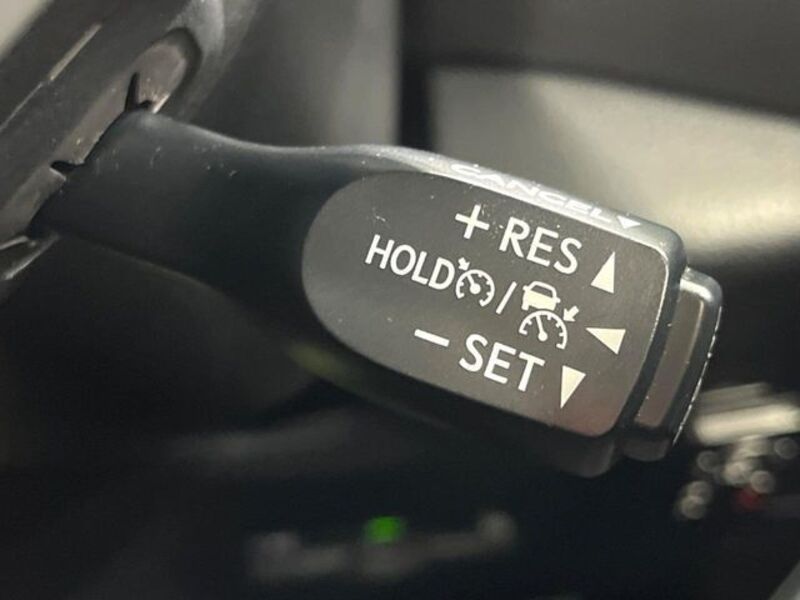 CANCEL
+ RES
HOLD /
− SET